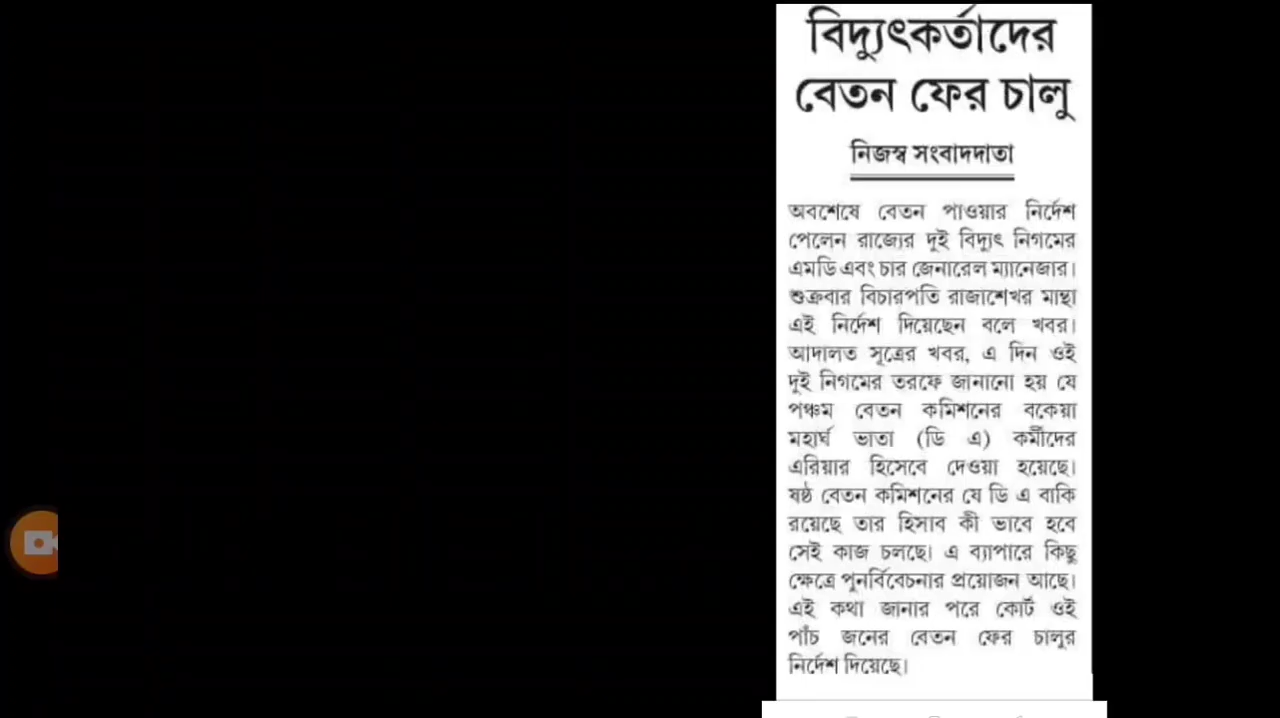 বিদ্যুৎকর্তাদের
বেতন ফের চালু
নিজস্ব সংবাদদাতা
অবশেষে বেতন পাওয়ার নির্দেশ
পেলেন রাজ্যের দুই বিদ্যুৎ নিগমের
এমডি এবং চার জেনারেল ম্যানেজার।
শুক্রবার বিচারপতি রাজাশেখর মান্থা
এই নির্দেশ দিয়েছেন বলে খবর।
আদালত সূত্রের খবর, এ দিন ওই
দুই নিগমের তরফে জানানো হয় যে
পঞ্চম বেতন কমিশনের বকেয়া
মহার্ঘ ভাতা (ডি এ) কর্মীদের
এরিয়ার হিসেবে দেওয়া হয়েছে।
ষষ্ঠ বেতন কমিশনের যে ডি এ বাকি
রয়েছে তার হিসাব কী ভাবে হবে
সেই কাজ চলছে। এ ব্যাপারে কিছু
ক্ষেত্রে পুনর্বিবেচনার প্রয়োজন আছে।
এই কথা জানার পরে কোর্ট ওই
পাঁচ জনের বেতন ফের চালুর
নির্দেশ দিয়েছে।